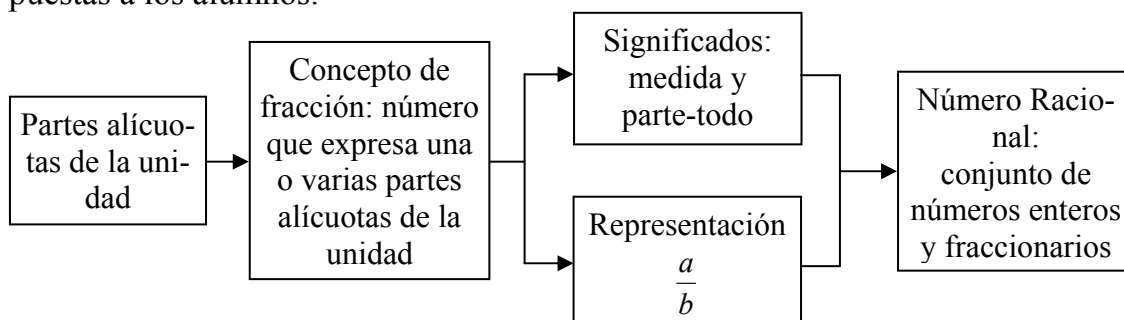 puestas a los alumnos.
Partes alícuo-
tas de la uni-
dad
Concepto de
fracción: número
que expresa una
o varias partes
alícuotas de la
unidad
Significados:
medida y
parte-todo
Representación
a
b
Número Racio-
nal:
conjunto de
números enteros
y fraccionarios